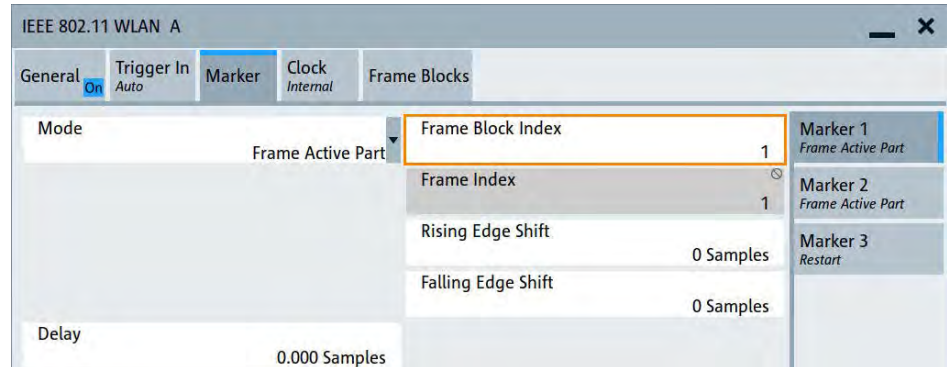 IEEE 802.11 WLAN A
General On
Trigger In
Auto
Marker
Clock
Internal
Frame Blocks
Mode
Frame Active Part
Frame Block Index
1
Frame Index
1
Rising Edge Shift
0 Samples
Falling Edge Shift
0 Samples
Delay
0.000 Samples
Marker 1
Frame Active Part
Marker 2
Frame Active Part
Marker 3
Restart